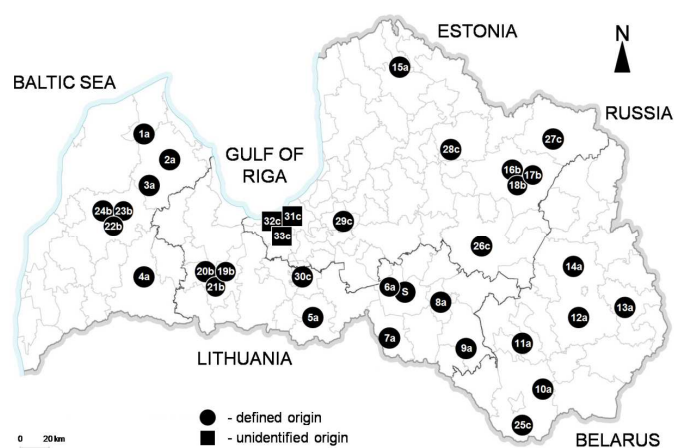 ESTONIA
N
15a
BALTIC SEA
RUSSIA
1a
27c
28c
GULF OF
RIGA
2a
16b 17b
18b
3a
24b 23b
22b
32c 31c
33c
29c
26c
14a
20b 19b
21b
30c
4a
6a S
8a
13a
12a
5a
7a
9a
11a
LITHUANIA
10a
25c
- defined origin
0 20 km
- unidentified origin
BELARUS